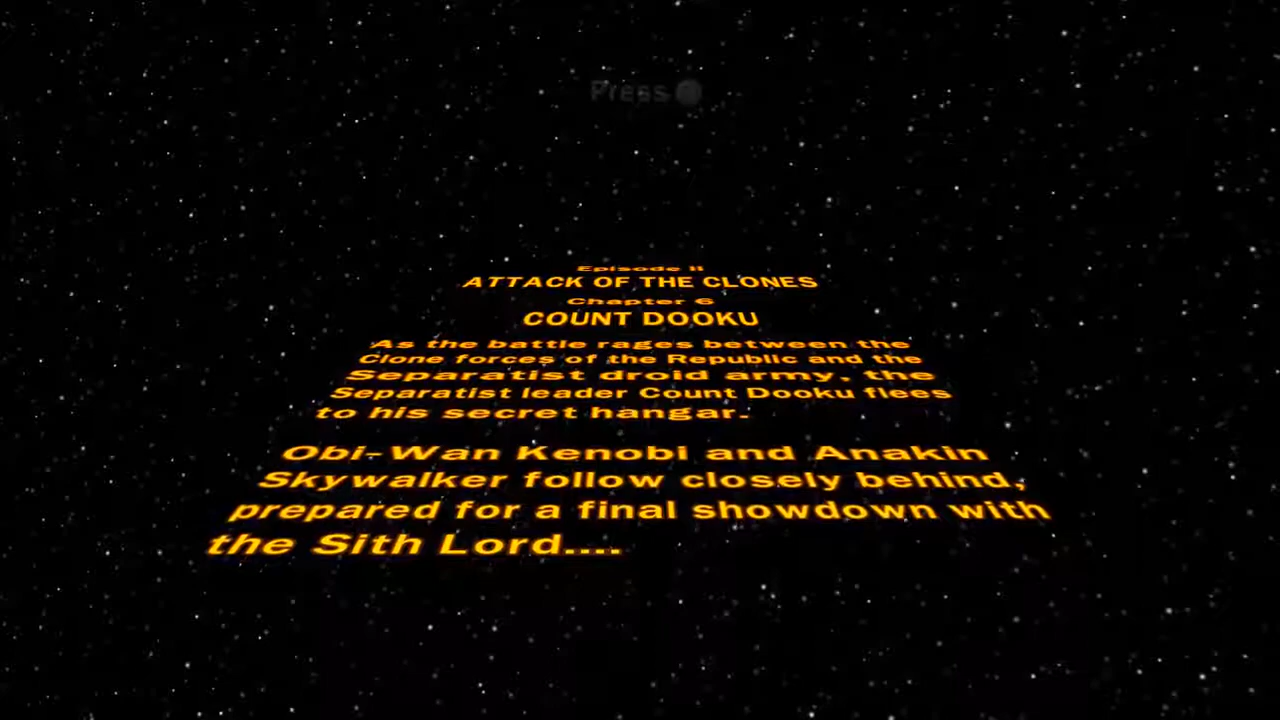 Press
Episode II
ATTACK OF THE CLONES
Chapter 6
COUNT DOOKU
As the battle rages between the
Clone forces of the Republic and the
Separatist droid army, the
Separatist leader Count Dooku flees
to his secret hangar.
Obi-Wan Kenobi and Anakin
Skywalker follow closely behind,
prepared for a final showdown with
the Sith Lord....